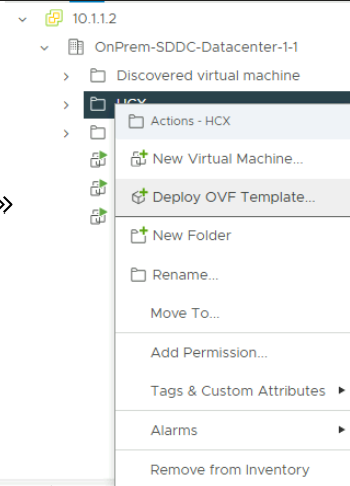 10.1.1.2
OnPrem-SDDC-Datacenter-1-1
Discovered virtual machine
HCX
Actions - HCX
New Virtual Machine...
Deploy OVF Template...
New Folder
Rename...
Move To...
Add Permission...
Tags & Custom Attributes
Alarms
Remove from Inventory